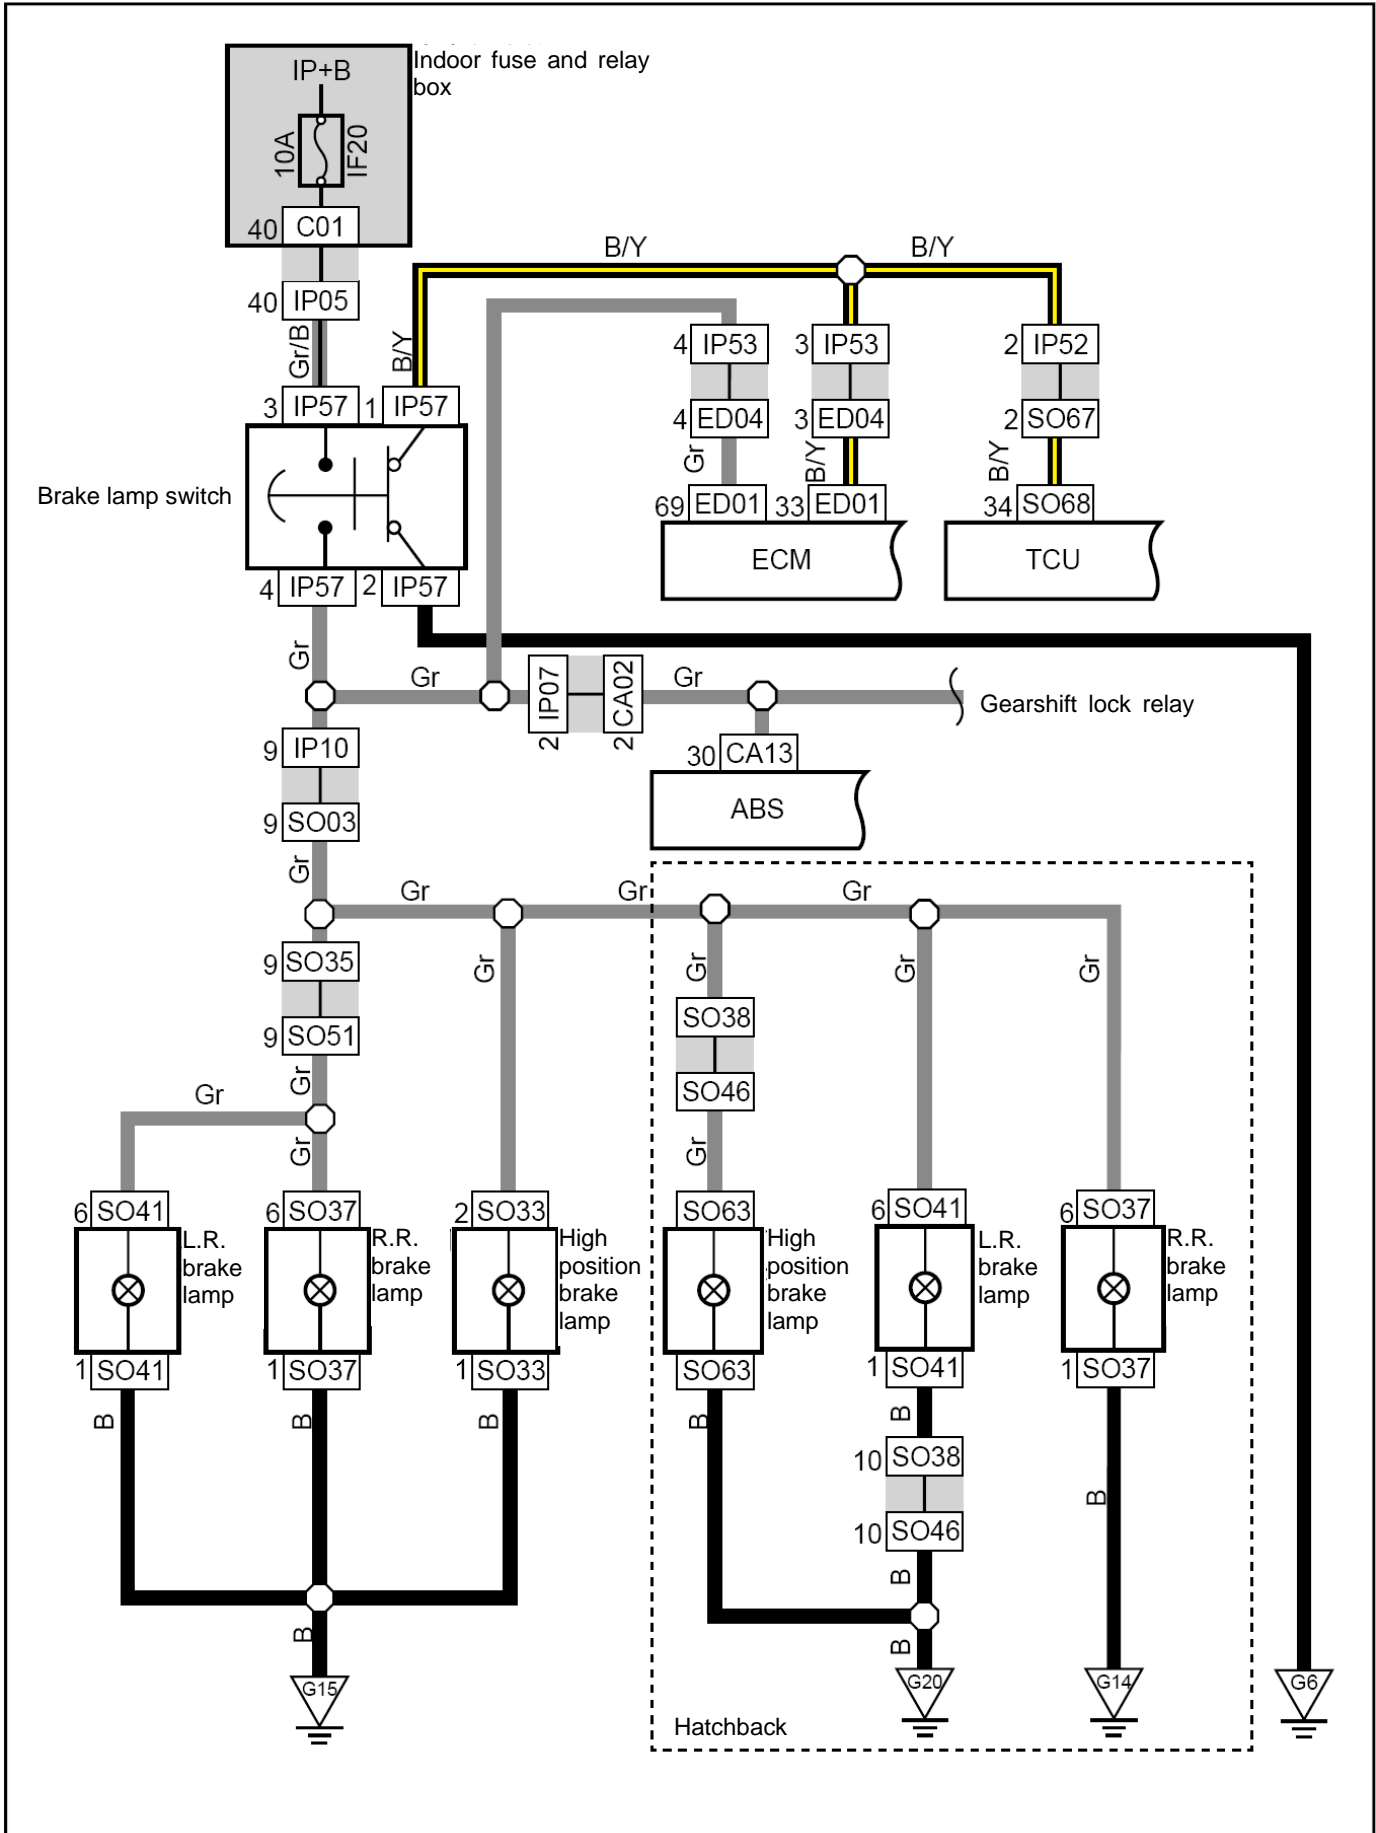 Indoor fuse and relay
box
IP+B
10A
IF20
40 C01
40 IP05
Gr/B
B/Y
B/Y
B/Y
3 IP57
1 IP57
Brake lamp switch
4 IP57
2 IP57
4 IP53
3 IP53
2 IP52
4 ED04
3 ED04
2 SO67
Gr
B/Y
B/Y
69 ED01
33 ED01
34 SO68
ECM
TCU
Gr
Gr
IP07
2
CA02
2
Gr
Gearshift lock relay
30 CA13
ABS
9 IP10
9 SO03
Gr
Gr
Gr
Gr
9 SO35
9 SO51
Gr
Gr
Gr
Gr
SO38
SO46
Gr
Gr
Gr
Gr
6 SO41
6 SO37
2 SO33
SO63
6 SO41
6 SO37
L.R.
brake
lamp
R.R.
brake
lamp
High
position
brake
lamp
High
position
brake
lamp
L.R.
brake
lamp
R.R.
brake
lamp
1 SO41
1 SO37
1 SO33
SO63
1 SO41
1 SO37
B
B
B
B
B
10 SO38
10 SO46
B
B
B
B
G15
G20
G14
G6
Hatchback